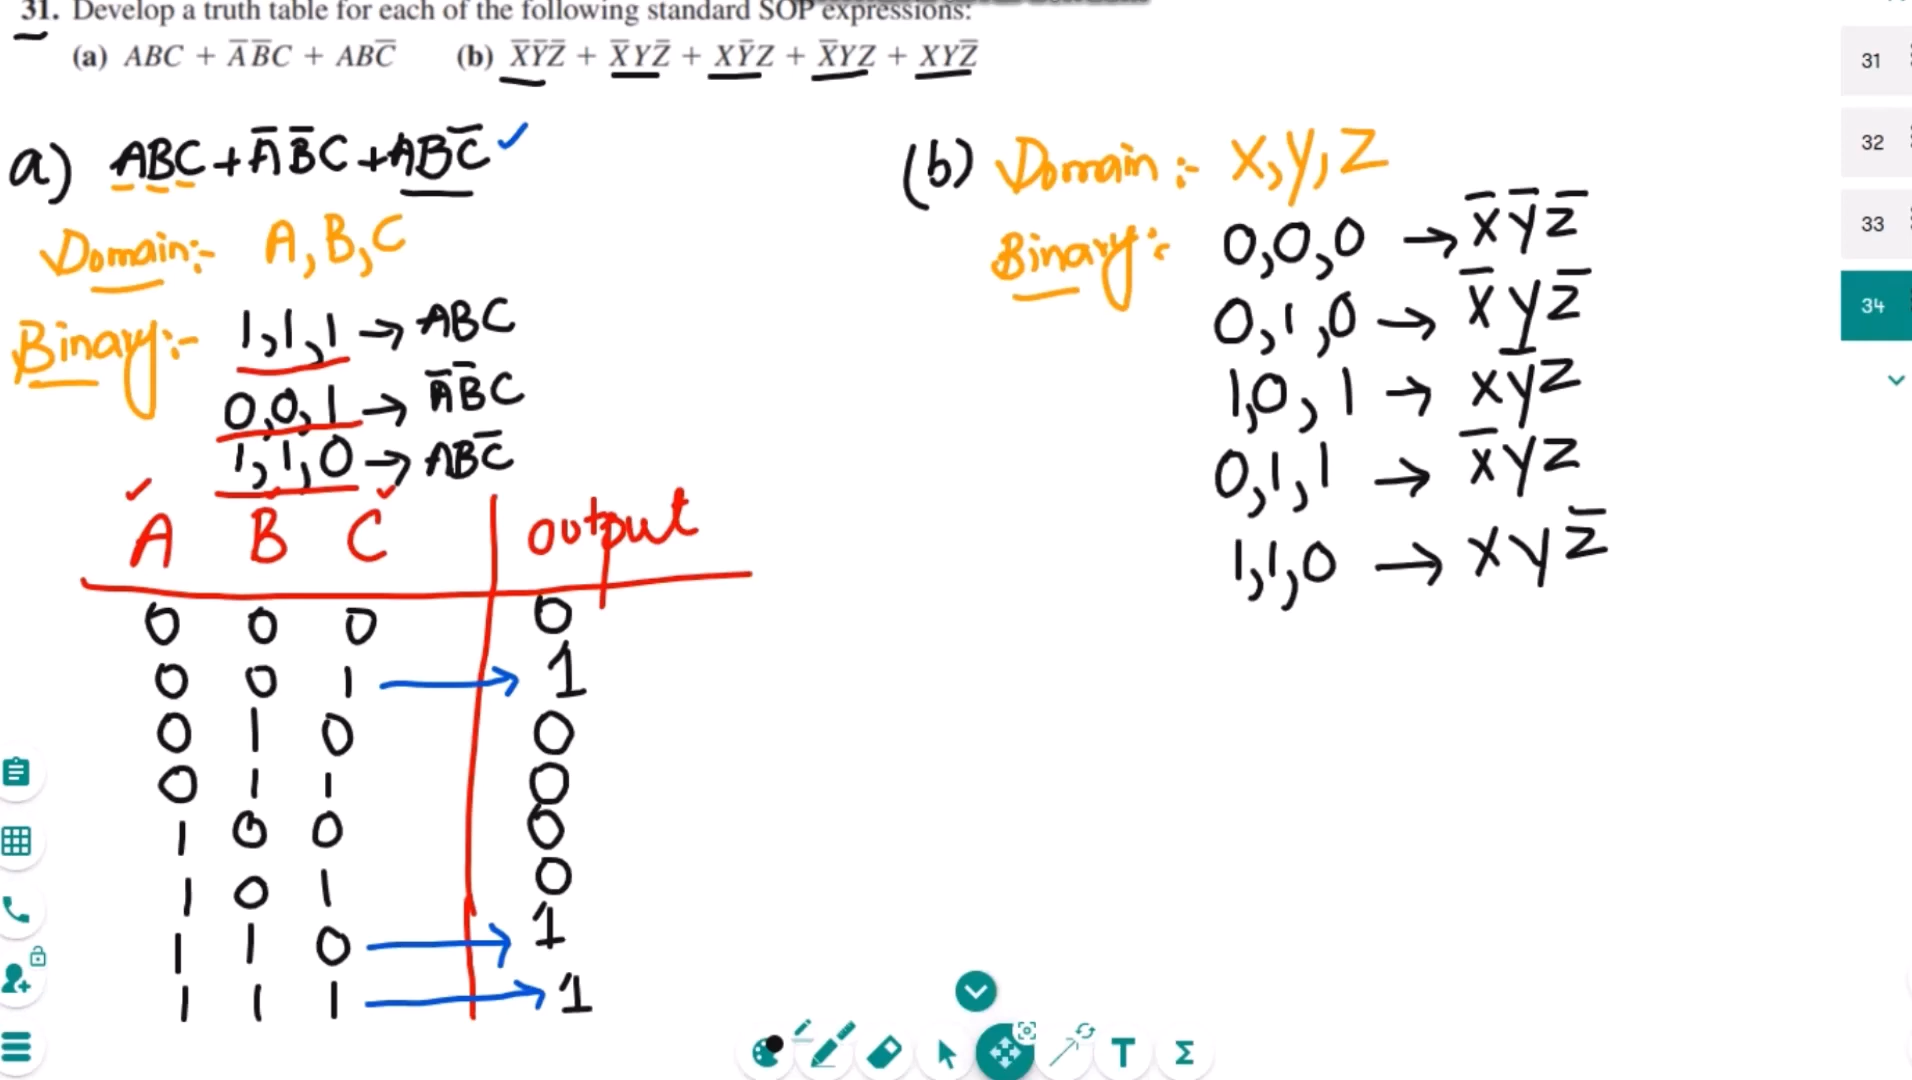 31. Develop a truth table for each of the following standard SOP expressions:
(a) ABC + A̅B̅C + ABC̅ (b) X̅Y̅Z̅ + X̅YZ̅ + XY̅Z + X̅YZ + XYZ̅
a) ABC + A̅B̅C + ABC̅ ✓
Domain:- A, B, C
Binary:- 1,1,1 → ABC
0,0,1 → A̅B̅C
1,1,0 → ABC̅
A B C output
0 0 0 0
0 0 1 → 1
0 1 0 0
0 1 1 0
1 0 0 0
1 0 1 0
1 1 0 → 1
1 1 1 → 1
(b) Domain:- X, Y, Z
Binary:- 0,0,0 → X̅Y̅Z̅
0,1,0 → X̅YZ̅
1,0,1 → XY̅Z
0,1,1 → X̅YZ
1,1,0 → XYZ̅
31
32
33
34
T Σ